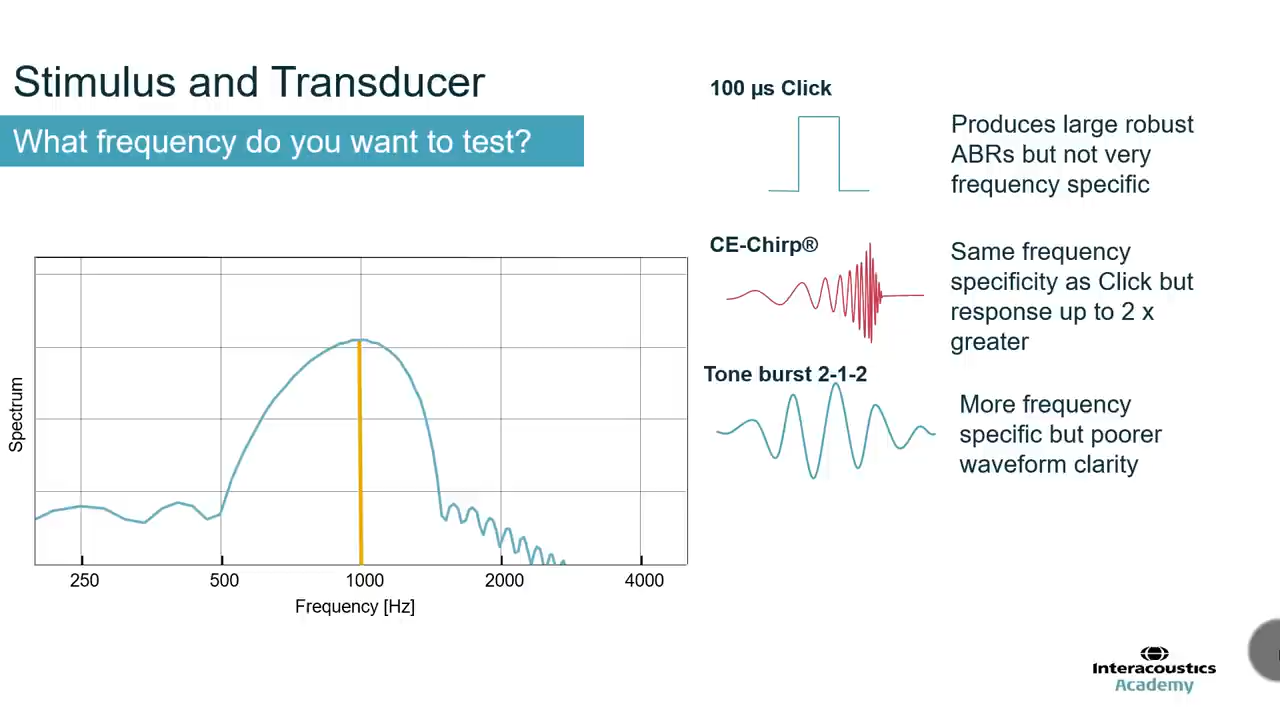 Stimulus and Transducer
What frequency do you want to test?
100 µs Click
Produces large robust
ABRs but not very
frequency specific
CE-Chirp®
Same frequency
specificity as Click but
response up to 2 x
greater
Tone burst 2-1-2
More frequency
specific but poorer
waveform clarity
Spectrum
250 500 1000 2000 4000
Frequency [Hz]
Interacoustics
Academy